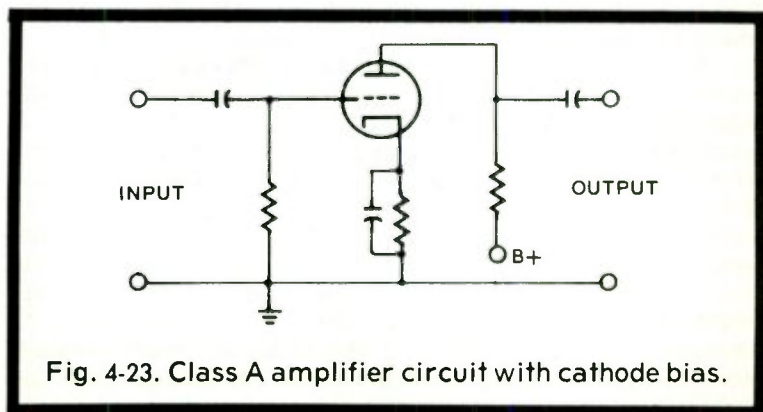 INPUT
OUTPUT
B+
Fig. 4-23. Class A amplifier circuit with cathode bias.